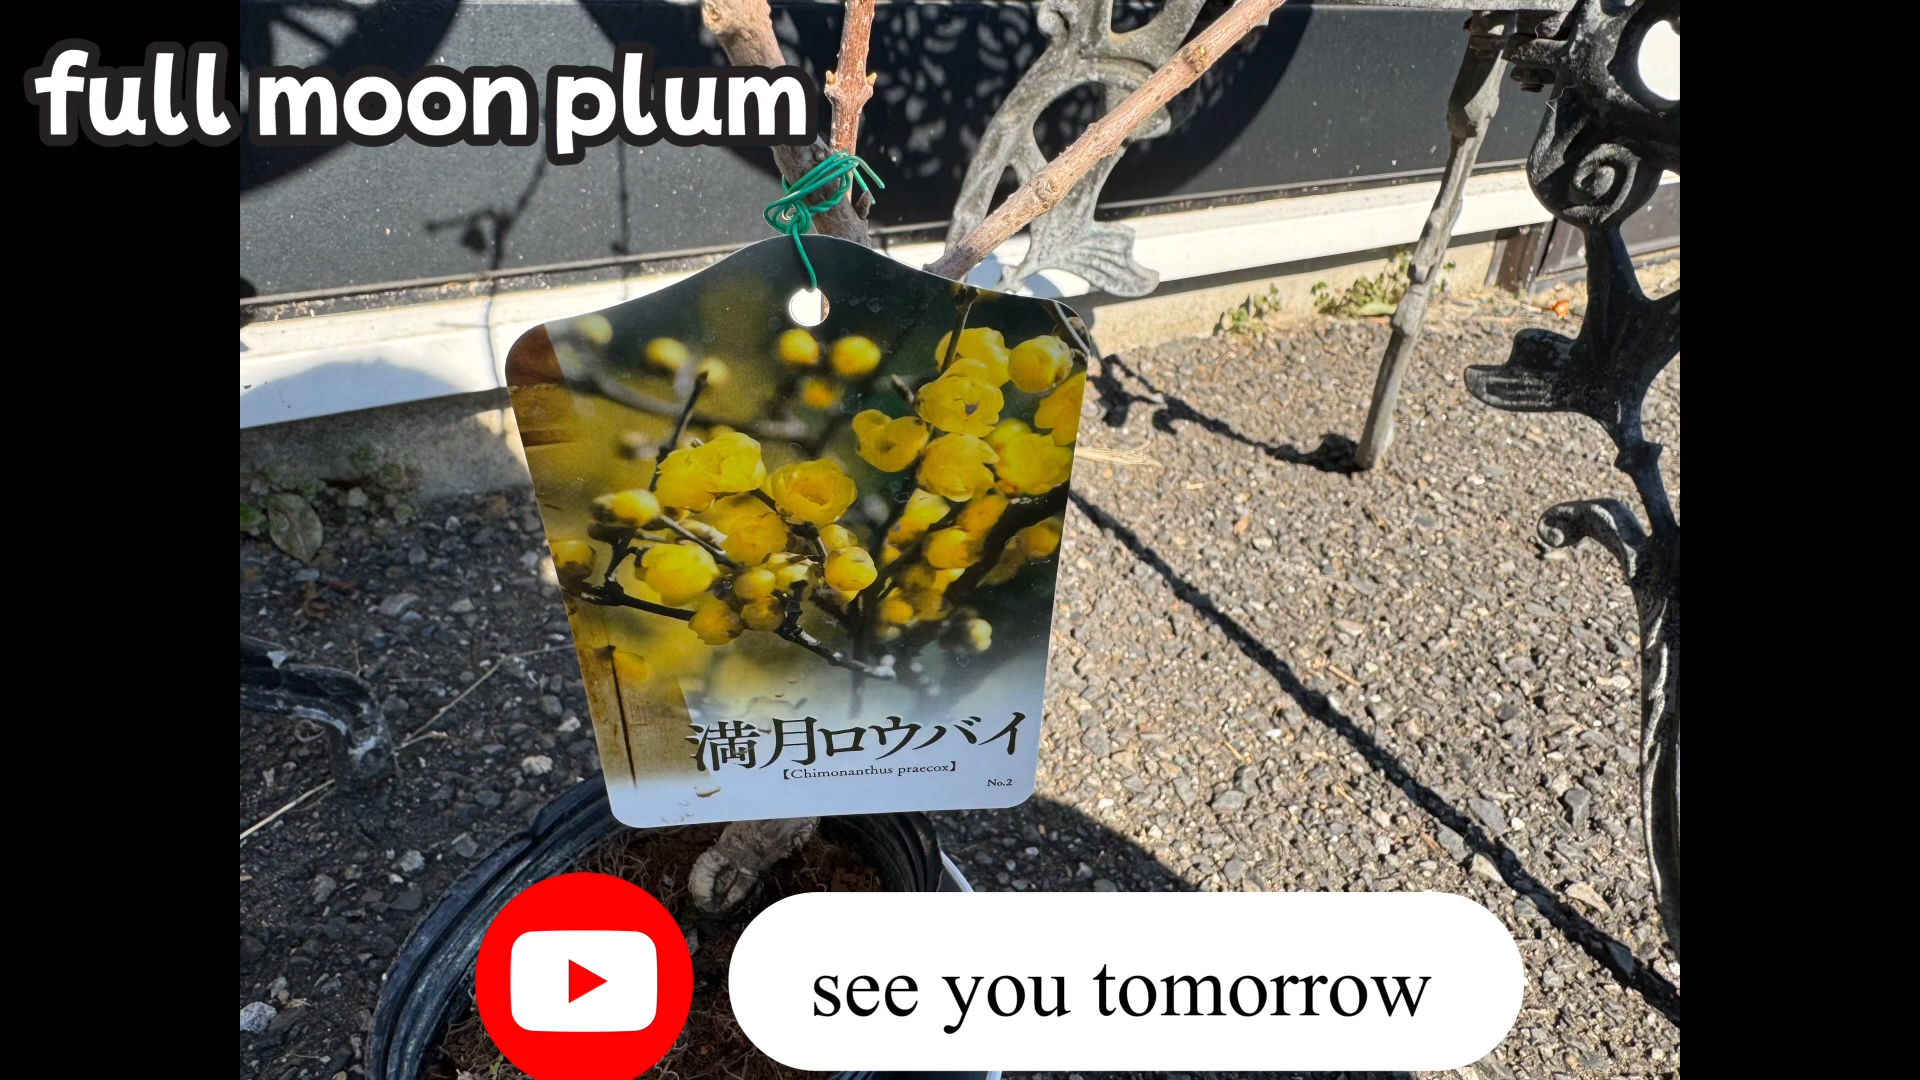 full moon plum
満月ロウバイ
【Chimonanthus praecox】
No.2
see you tomorrow